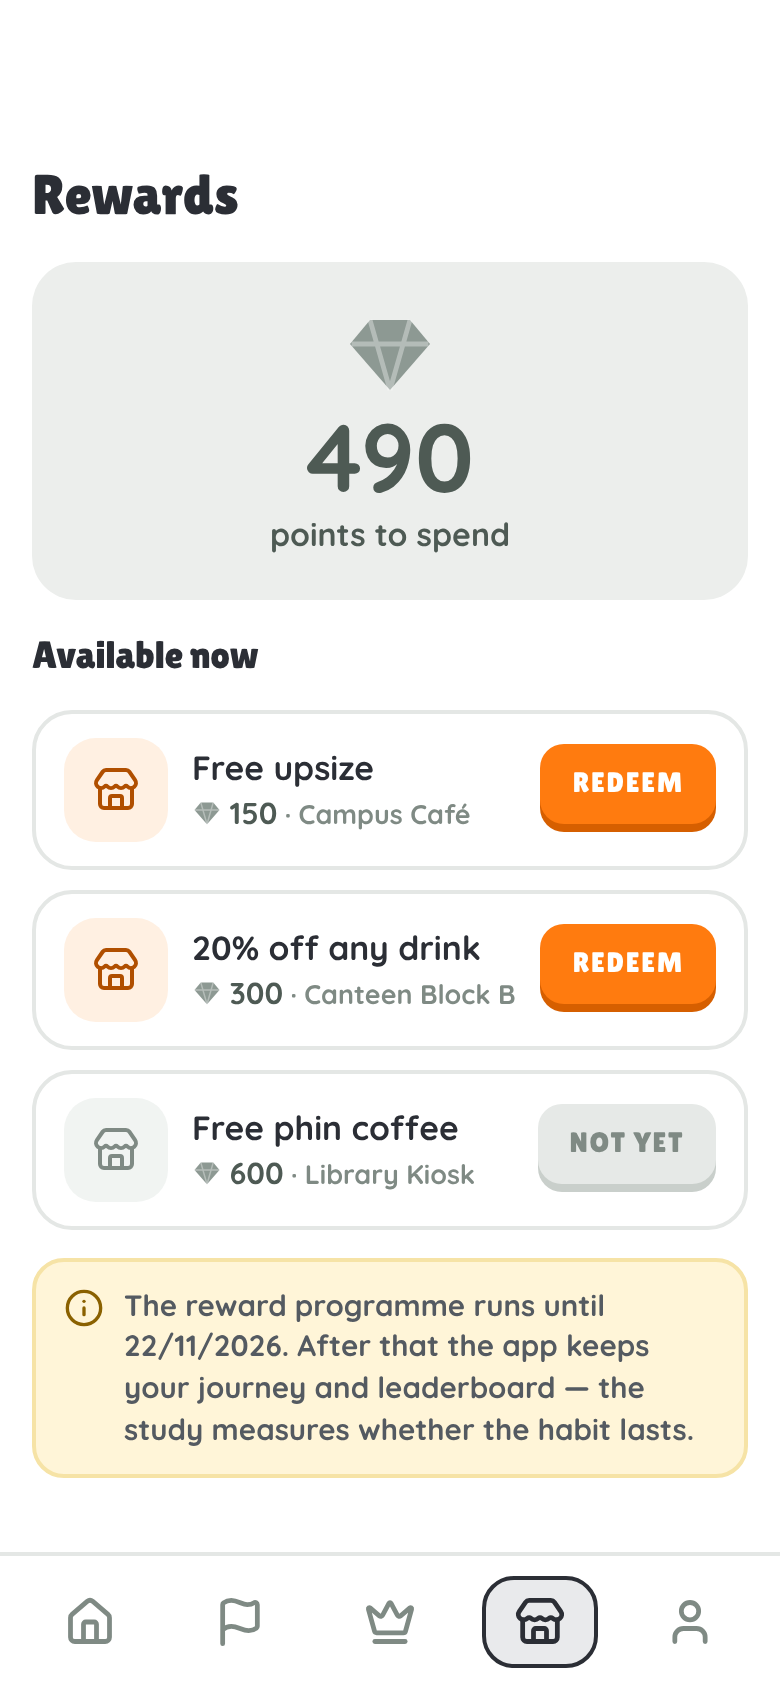 Rewards
490
points to spend
Available now
Free upsize
150 · Campus Café
REDEEM
20% off any drink
300 · Canteen Block B
REDEEM
Free phin coffee
600 · Library Kiosk
NOT YET
The reward programme runs until
22/11/2026. After that the app keeps
your journey and leaderboard — the
study measures whether the habit lasts.